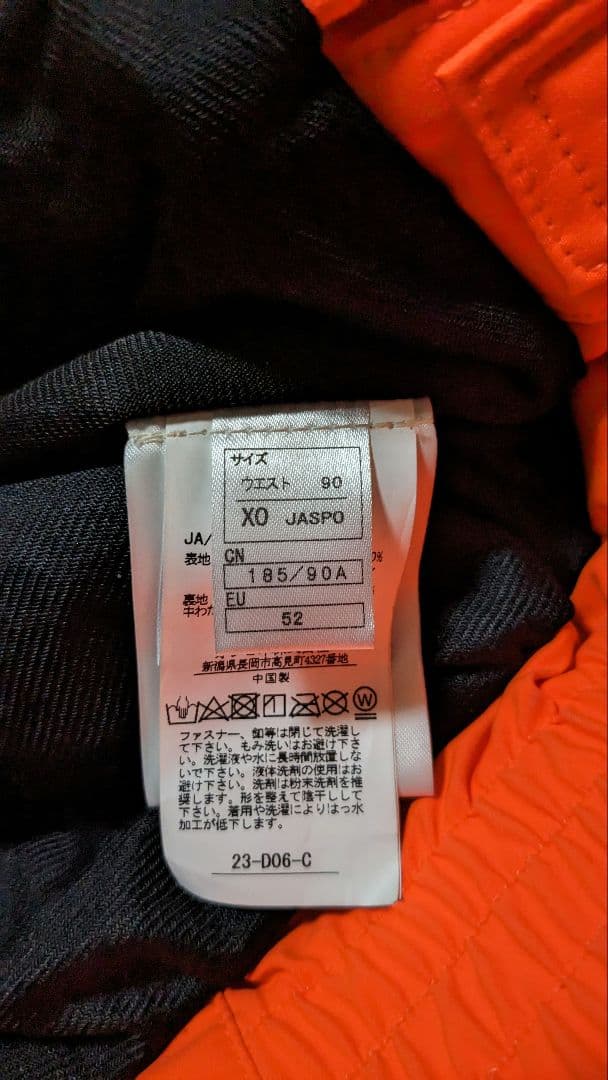 サイズ
ウエスト 90
XO JASPO
CN
185/90A
EU
52
JA/
表地
裏地
中わた
新潟県長岡市高見町4327番地
中国製
W
ファスナー、釦等は閉じて洗濯し
て下さい。もみ洗いはお避け下さ
い。洗濯液や水に長時間放置しな
いで下さい。液体洗剤の使用はお
避け下さい。洗剤は粉末洗剤を推
奨します。形を整えて陰干しして
下さい。着用や洗濯によりはっ水
加工が低下します。
23-D06-C